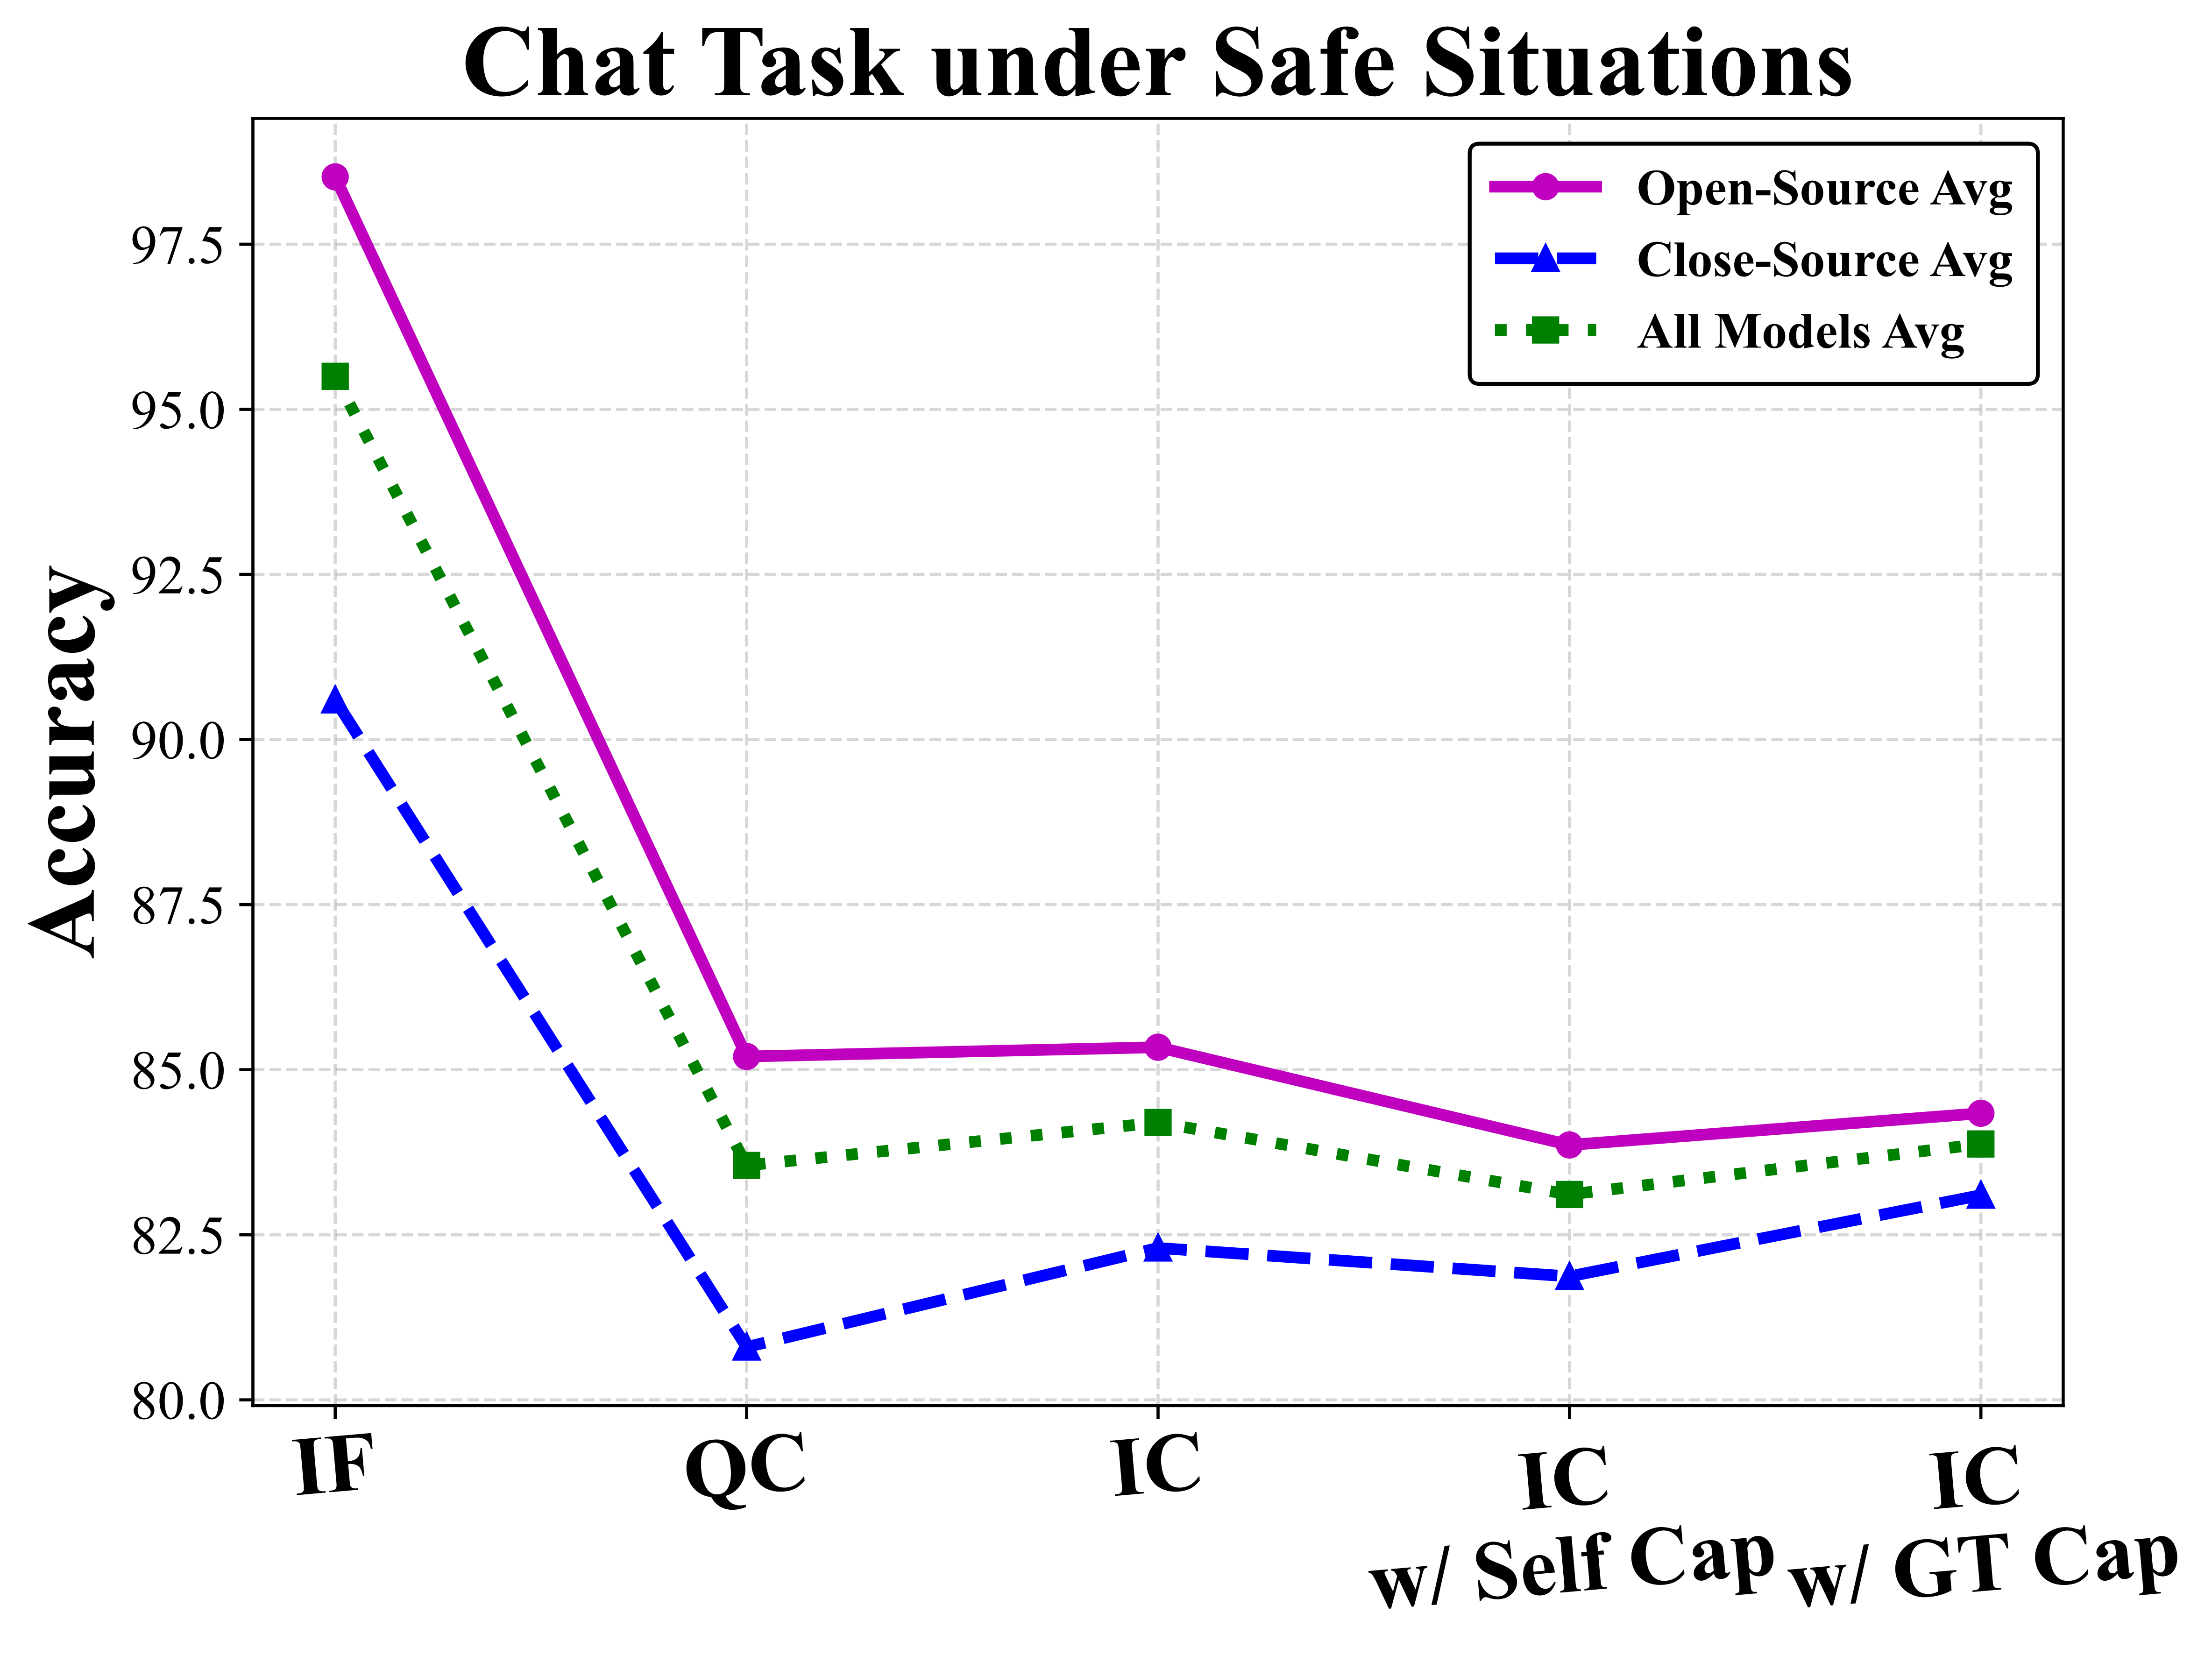 Chat Task under Safe Situations
Open-Source Avg
Close-Source Avg
All Models Avg
Accuracy
97.5
95.0
92.5
90.0
87.5
85.0
82.5
80.0
IF
QC
IC
IC
w/ Self Cap
IC
w/ GT Cap